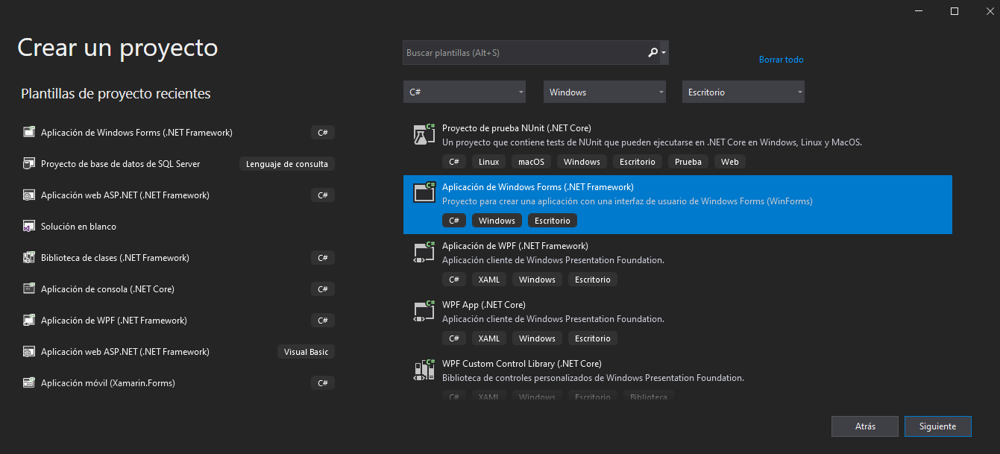 Crear un proyecto
Plantillas de proyecto recientes
Aplicación de Windows Forms (.NET Framework) C#
Proyecto de base de datos de SQL Server Lenguaje de consulta
Aplicación web ASP.NET (.NET Framework) C#
Solución en blanco
Biblioteca de clases (.NET Framework) C#
Aplicación de consola (.NET Core) C#
Aplicación de WPF (.NET Framework) C#
Aplicación web ASP.NET (.NET Framework) Visual Basic
Aplicación móvil (Xamarin.Forms) C#
Buscar plantillas (Alt+S)
Borrar todo
C# Windows Escritorio
C#
Proyecto de prueba NUnit (.NET Core)
Un proyecto que contiene tests de NUnit que pueden ejecutarse en .NET Core en Windows, Linux y MacOS.
C# Linux macOS Windows Escritorio Prueba Web
C#
Aplicación de Windows Forms (.NET Framework)
Proyecto para crear una aplicación con una interfaz de usuario de Windows Forms (WinForms)
C# Windows Escritorio
C#
Aplicación de WPF (.NET Framework)
Aplicación cliente de Windows Presentation Foundation.
C# XAML Windows Escritorio
C#
WPF App (.NET Core)
Aplicación cliente de Windows Presentation Foundation.
C# XAML Windows Escritorio
C#
WPF Custom Control Library (.NET Core)
Biblioteca de controles personalizados de Windows Presentation Foundation.
C# XAML Windows Escritorio Biblioteca
Atrás Siguiente